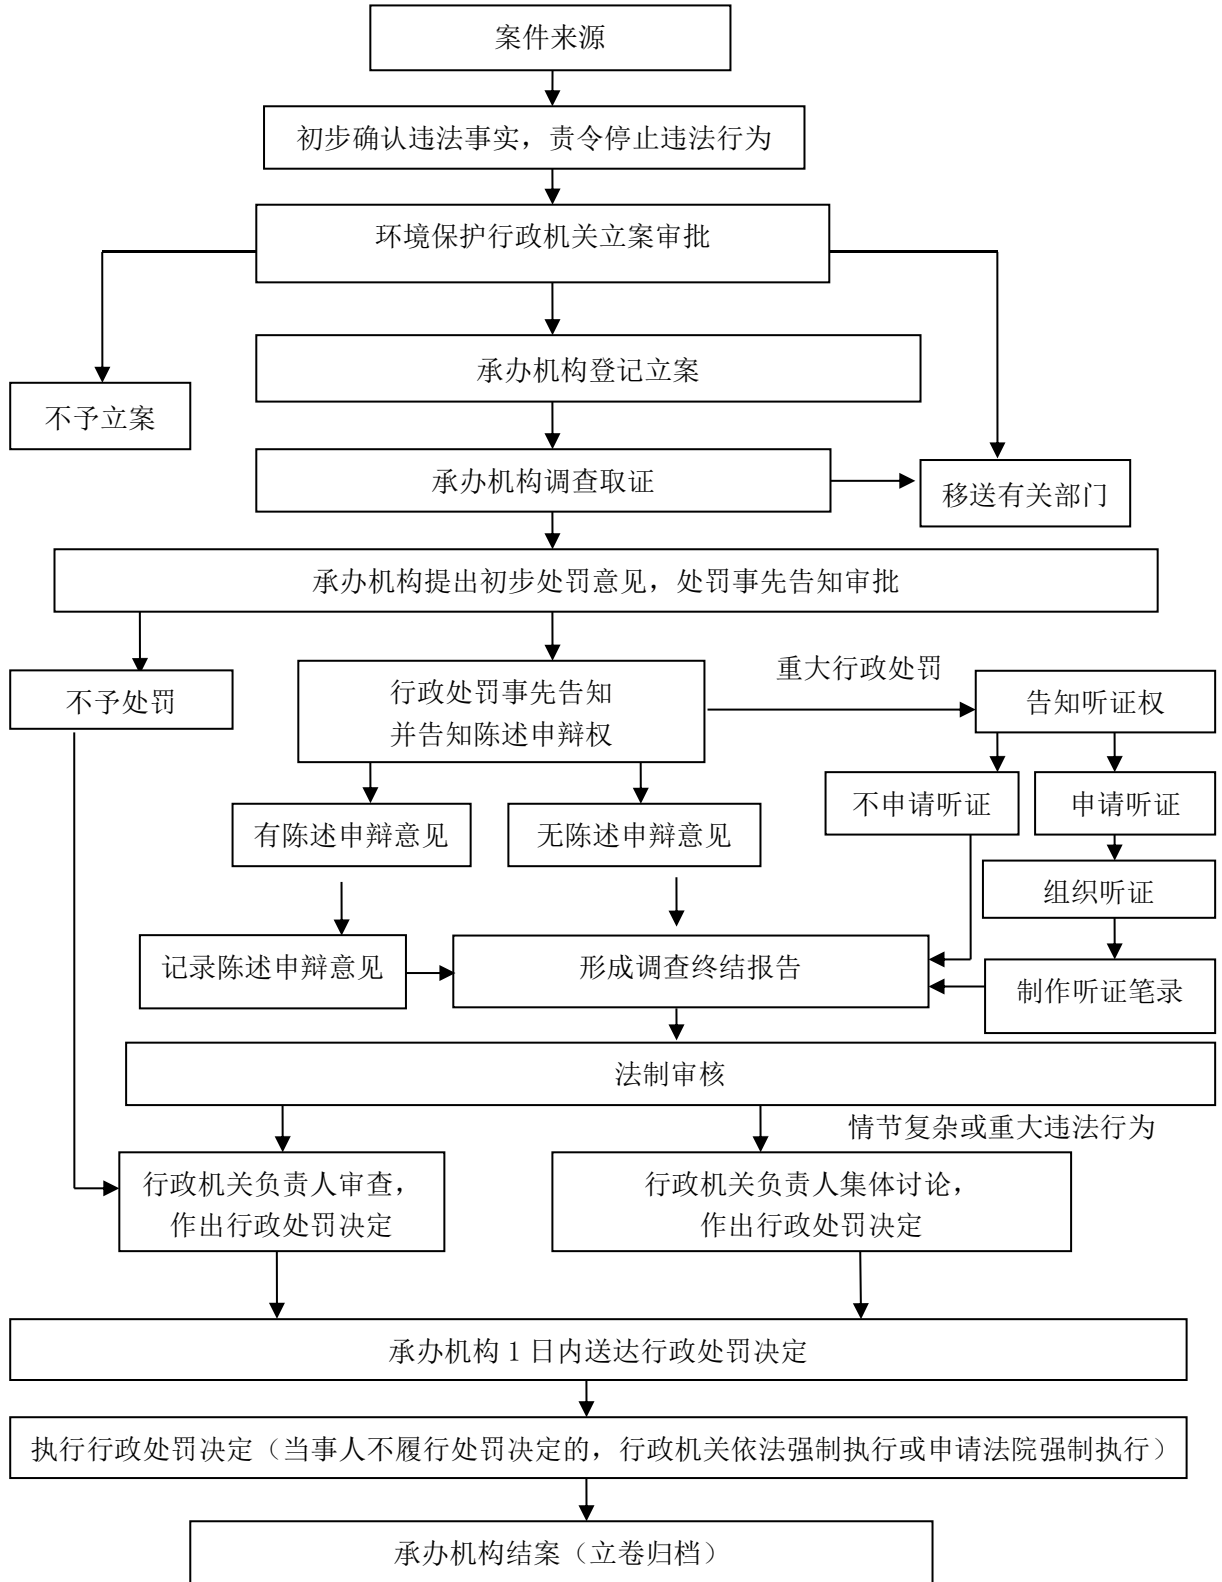 案件来源
初步确认违法事实，责令停止违法行为
环境保护行政机关立案审批
承办机构登记立案
不予立案
承办机构调查取证
移送有关部门
承办机构提出初步处罚意见，处罚事先告知审批
不予处罚
行政处罚事先告知
并告知陈述申辩权
重大行政处罚
告知听证权
不申请听证
申请听证
有陈述申辩意见
无陈述申辩意见
组织听证
记录陈述申辩意见
形成调查终结报告
制作听证笔录
法制审核
情节复杂或重大违法行为
行政机关负责人审查，
作出行政处罚决定
行政机关负责人集体讨论，
作出行政处罚决定
承办机构1日内送达行政处罚决定
执行行政处罚决定（当事人不履行处罚决定的，行政机关依法强制执行或申请法院强制执行）
承办机构结案（立卷归档）